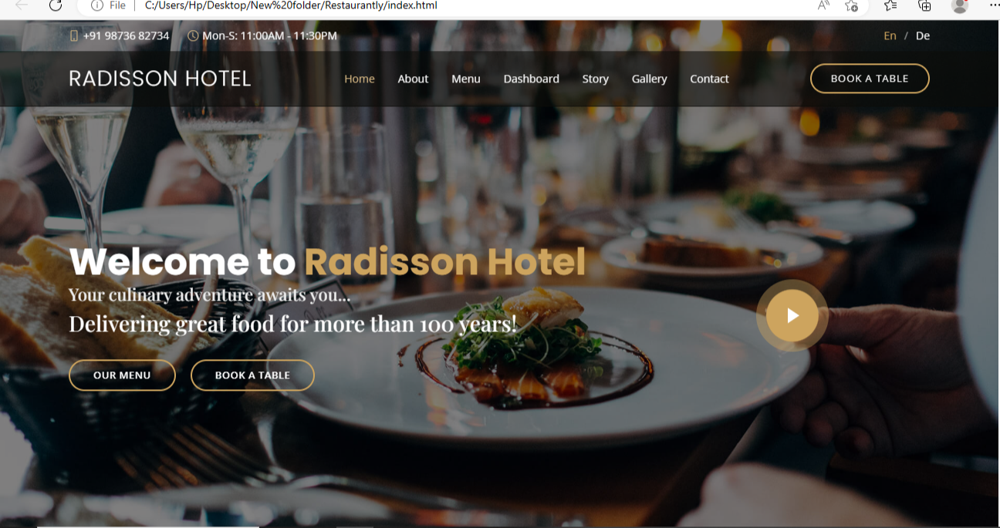 File C:/Users/Hp/Desktop/New%20folder/Restaurantly/index.html
+91 98736 82734 Mon-S: 11:00AM - 11:30PM En / De
RADISSON HOTEL Home About Menu Dashboard Story Gallery Contact BOOK A TABLE
Welcome to Radisson Hotel
Your culinary adventure awaits you...
Delivering great food for more than 100 years!
OUR MENU BOOK A TABLE